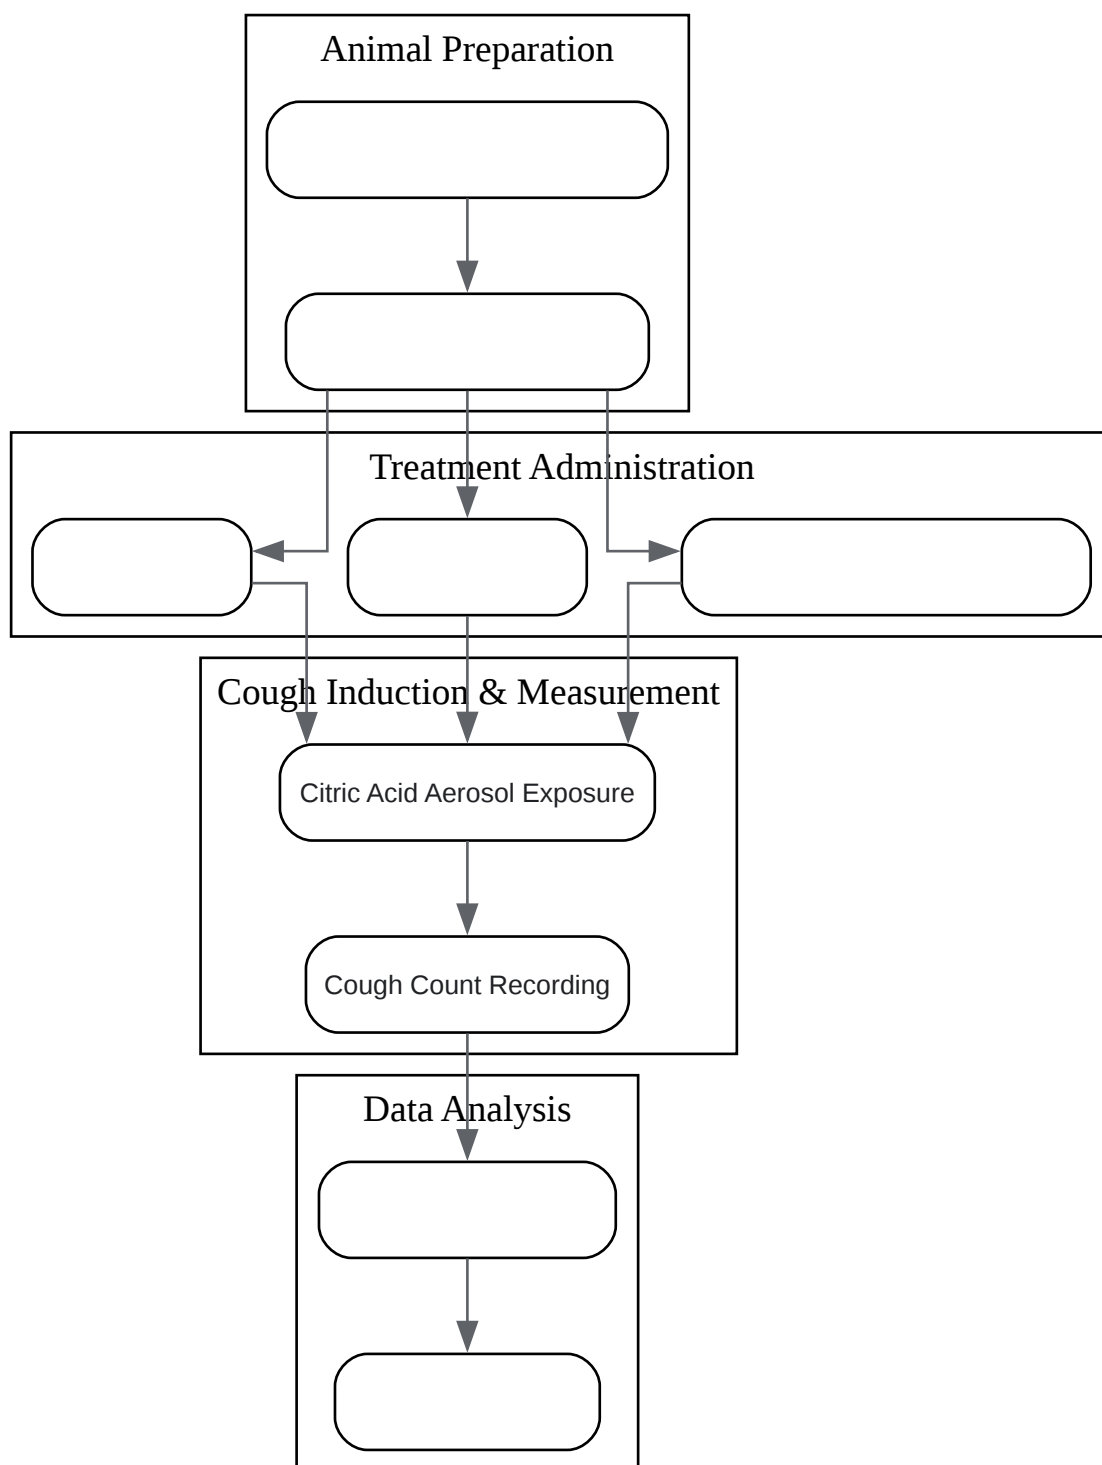 Animal Preparation
Treatment Administration
Cough Induction & Measurement
Citric Acid Aerosol Exposure
Cough Count Recording
Data Analysis